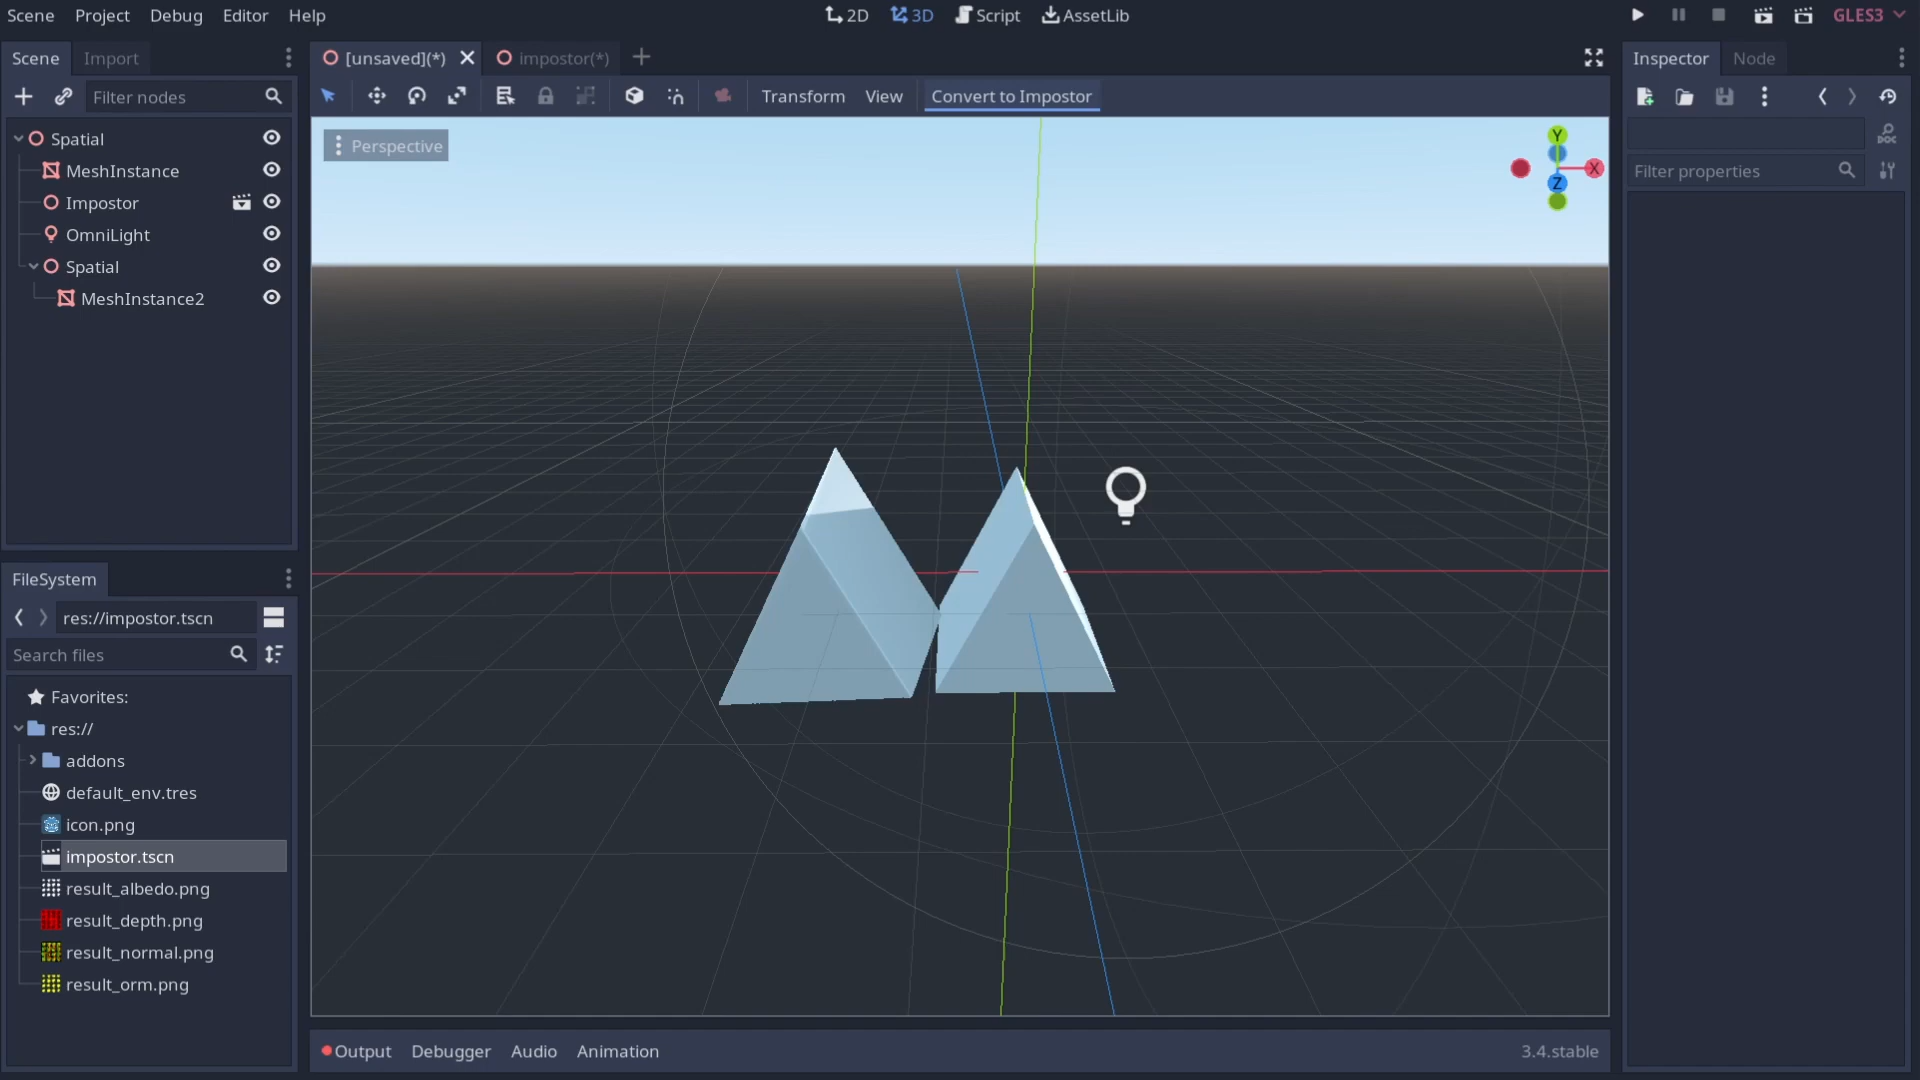 Scene Project Debug Editor Help
2D 3D Script AssetLib
GLES3
Scene Import
[unsaved](*) impostor(*)
Inspector Node
Filter nodes
Transform View Convert to Impostor
Perspective
Y
X
Z
DOC
Filter properties
Spatial
MeshInstance
Impostor
OmniLight
Spatial
MeshInstance2
FileSystem
res://impostor.tscn
Search files
Favorites:
res://
addons
default_env.tres
icon.png
impostor.tscn
result_albedo.png
result_depth.png
result_normal.png
result_orm.png
Output Debugger Audio Animation
3.4.stable